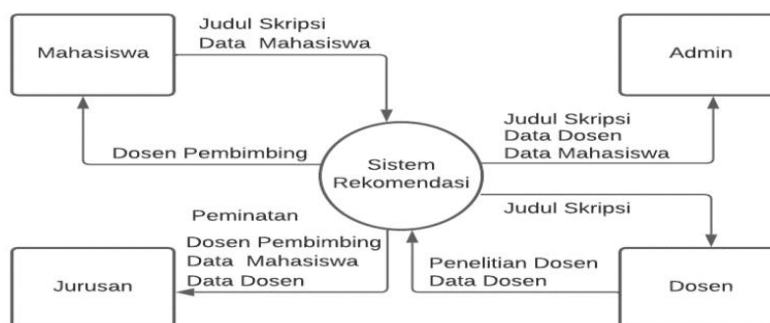 Judul Skripsi
Data Mahasiswa
Mahasiswa
Admin
Judul Skripsi
Data Dosen
Data Mahasiswa
Dosen Pembimbing
Sistem
Rekomendasi
Judul Skripsi
Peminatan
Dosen Pembimbing
Data Mahasiswa
Data Dosen
Penelitian Dosen
Data Dosen
Jurusan
Dosen